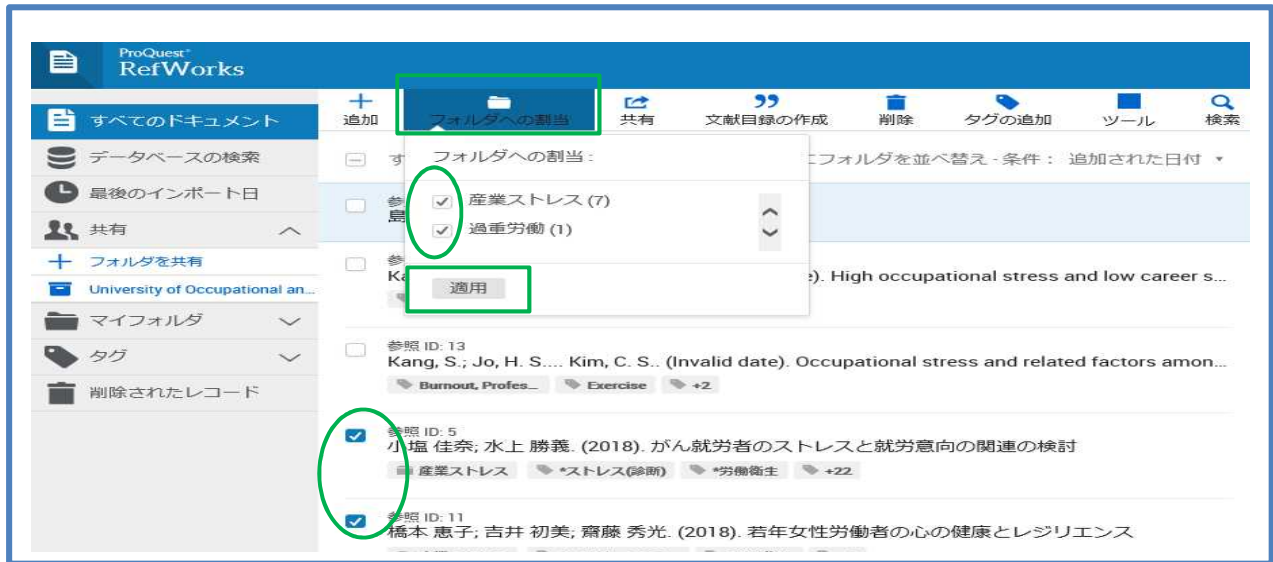 ProQuest
RefWorks
すべてのドキュメント
データベースの検索
最後のインポート日
共有
フォルダを共有
University of Occupational an...
マイフォルダ
タグ
削除されたレコード
追加
フォルダへの割当
共有
文献目録の作成
削除
タグの追加
ツール
検索
す
フォルダを並べ替え - 条件： 追加された日付
フォルダへの割当 :
産業ストレス (7)
過重労働 (1)
適用
参
島
参
Ka
). High occupational stress and low career s...
参照 ID: 13
Kang, S.; Jo, H. S.... Kim, C. S.. (Invalid date). Occupational stress and related factors amon...
Burnout, Profes... Exercise +2
参照 ID: 5
小塩 佳奈; 水上 勝義. (2018). がん就労者のストレスと就労意向の関連の検討
産業ストレス *ストレス(診断) *労働衛生 +22
参照 ID: 11
橋本 恵子; 吉井 初美; 齋藤 秀光. (2018). 若年女性労働者の心の健康とレジリエンス